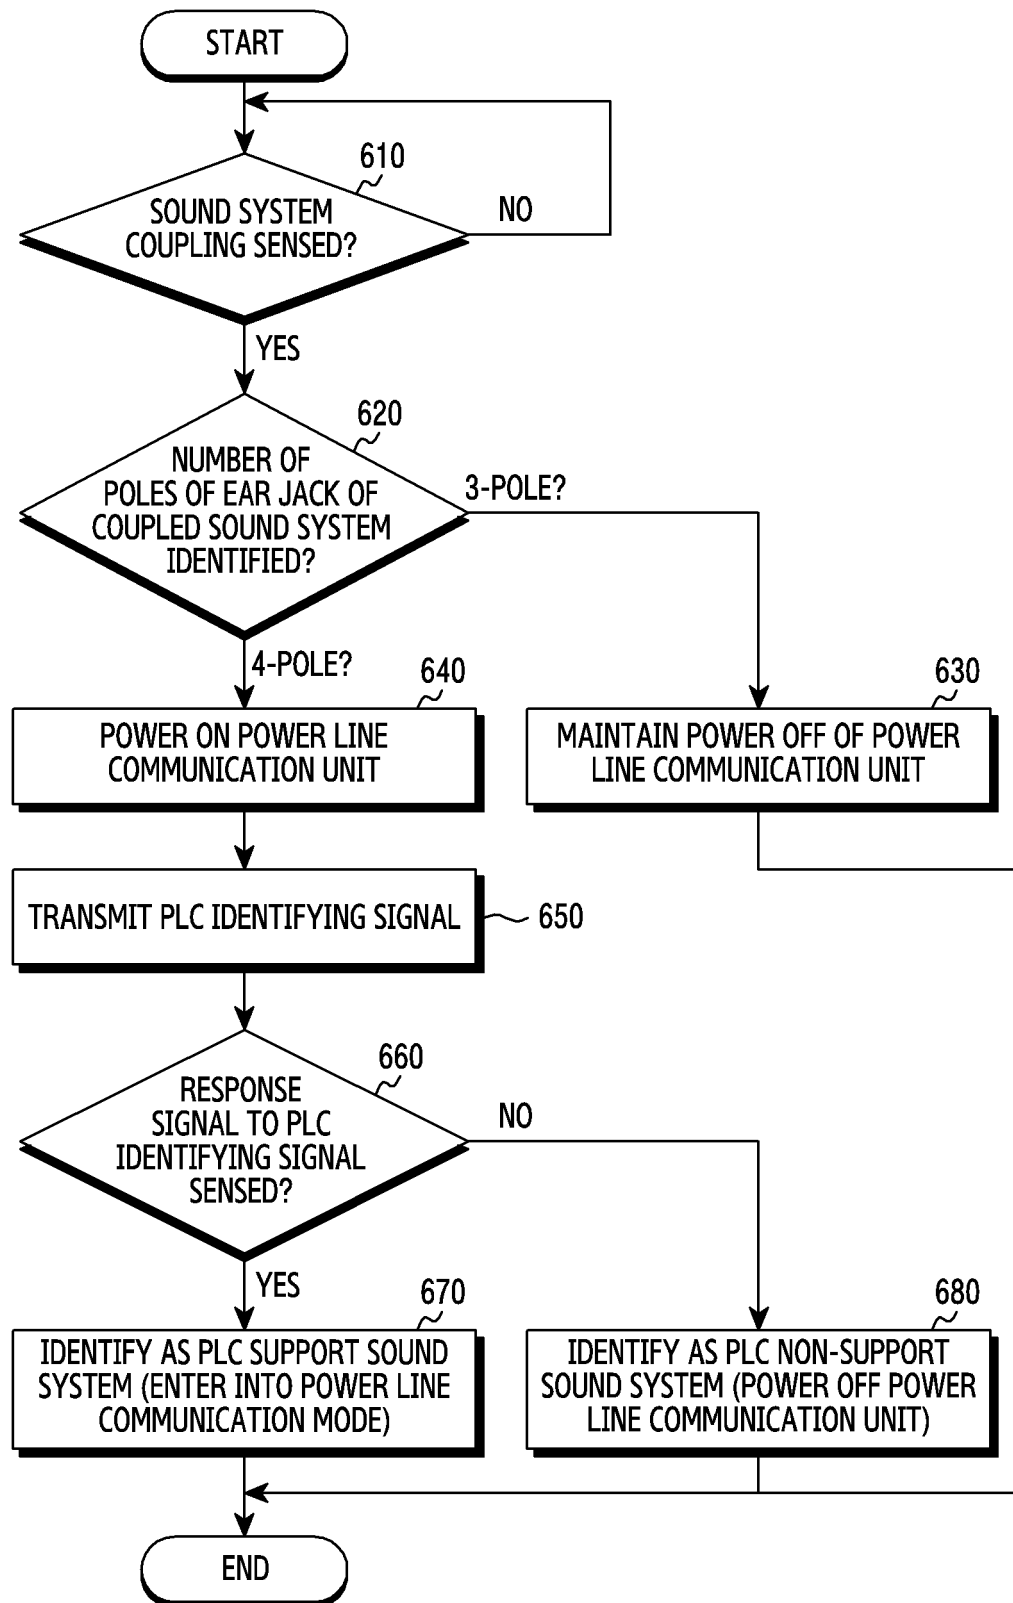 START
610
SOUND SYSTEM
COUPLING SENSED?
NO
YES
620
NUMBER OF
POLES OF EAR JACK OF
COUPLED SOUND SYSTEM
IDENTIFIED?
3-POLE?
4-POLE?
640
POWER ON POWER LINE
COMMUNICATION UNIT
630
MAINTAIN POWER OFF OF POWER
LINE COMMUNICATION UNIT
TRANSMIT PLC IDENTIFYING SIGNAL
650
660
RESPONSE
SIGNAL TO PLC
IDENTIFYING SIGNAL
SENSED?
NO
YES
670
IDENTIFY AS PLC SUPPORT SOUND
SYSTEM (ENTER INTO POWER LINE
COMMUNICATION MODE)
680
IDENTIFY AS PLC NON-SUPPORT
SOUND SYSTEM (POWER OFF POWER
LINE COMMUNICATION UNIT)
END